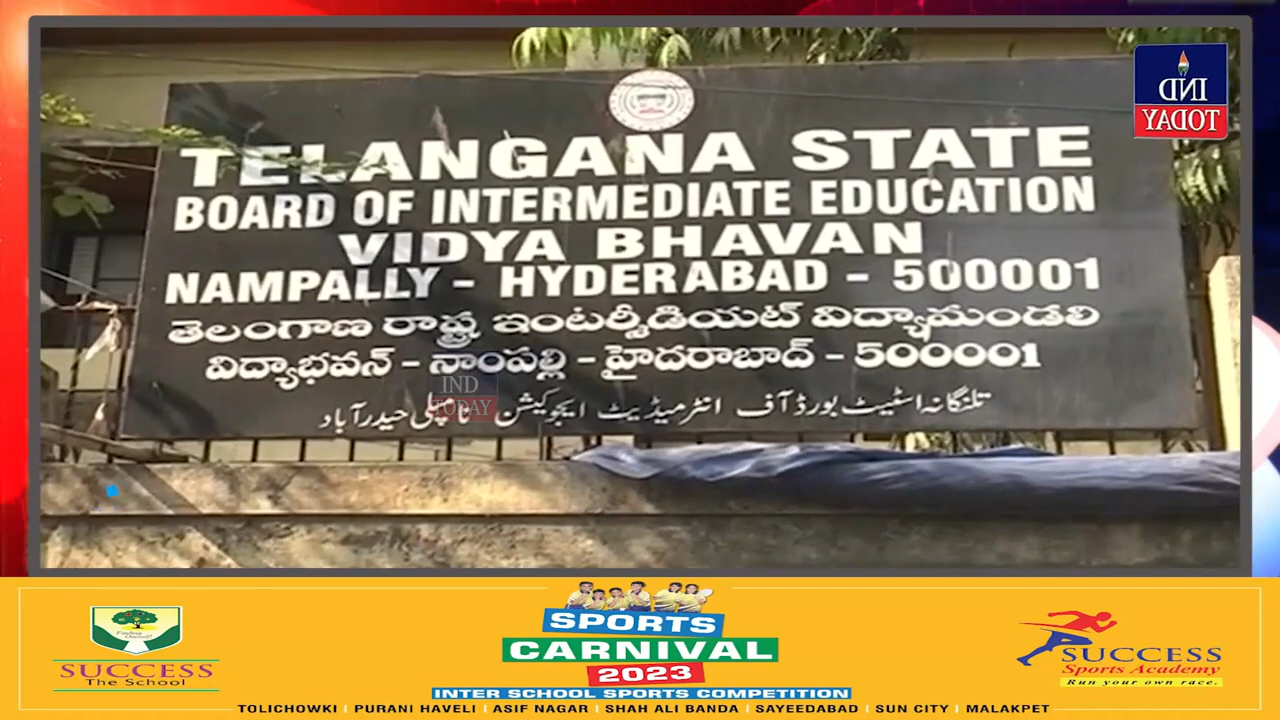 IND
TODAY
TELANGANA STATE
BOARD OF INTERMEDIATE EDUCATION
VIDYA BHAVAN
NAMPALLY - HYDERABAD - 500001
తెలంగాణ రాష్ట్ర ఇంటర్మీడియట్ విద్యామండలి
విద్యాభవన్ - నాంపల్లి - హైదరాబాద్ - 500001
IND
TODAY
تلنگانہ اسٹیٹ بورڈ آف انٹرمیڈیٹ ایجوکیشن نامپلی حیدرآباد
SUCCESS
The School
SPORTS
CARNIVAL
2023
INTER SCHOOL SPORTS COMPETITION
SUCCESS
Sports Academy
Run your own race.
TOLICHOWKI | PURANI HAVELI | ASIF NAGAR | SHAH ALI BANDA | SAYEEDABAD | SUN CITY | MALAKPET